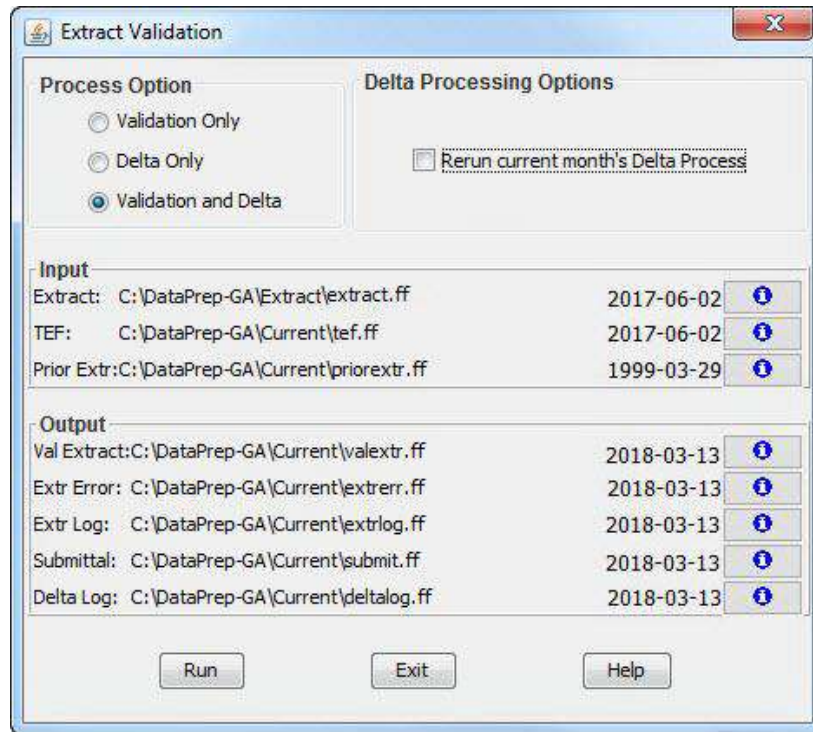 Extract Validation
Process Option
Validation Only
Delta Only
Validation and Delta
Delta Processing Options
Rerun current month's Delta Process
Input
Extract: C:\DataPrep-GA\Extract\extract.ff 2017-06-02
TEF: C:\DataPrep-GA\Current\tef.ff 2017-06-02
Prior Extr:C:\DataPrep-GA\Current\priorextr.ff 1999-03-29
Output
Val Extract:C:\DataPrep-GA\Current\valextr.ff 2018-03-13
Extr Error: C:\DataPrep-GA\Current\extrerr.ff 2018-03-13
Extr Log: C:\DataPrep-GA\Current\extrlog.ff 2018-03-13
Submittal: C:\DataPrep-GA\Current\submit.ff 2018-03-13
Delta Log: C:\DataPrep-GA\Current\deltalog.ff 2018-03-13
Run Exit Help